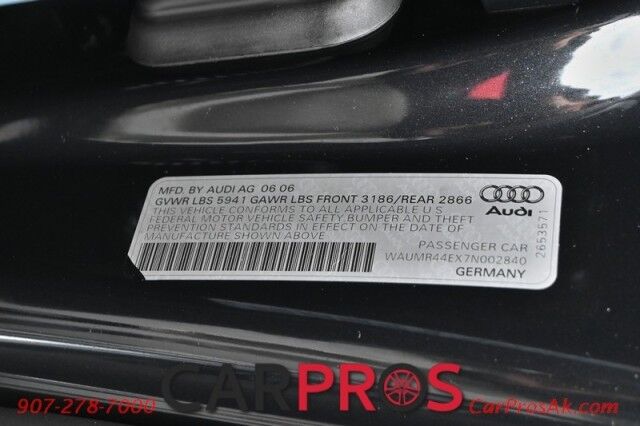 MFD. BY AUDI AG 06 06
GVWR LBS 5941 GAWR LBS FRONT 3186/REAR 2866
THIS VEHICLE CONFORMS TO ALL APPLICABLE U S
FEDERAL MOTOR VEHICLE SAFETY BUMPER AND THEFT
PREVENTION STANDARDS IN EFFECT ON THE DATE OF
MANUFACTURE SHOWN ABOVE.
Audi
2653571
PASSENGER CAR
WAUMR44EX7N002840
GERMANY
CARPROS
907-278-7000
CarProsAk.com